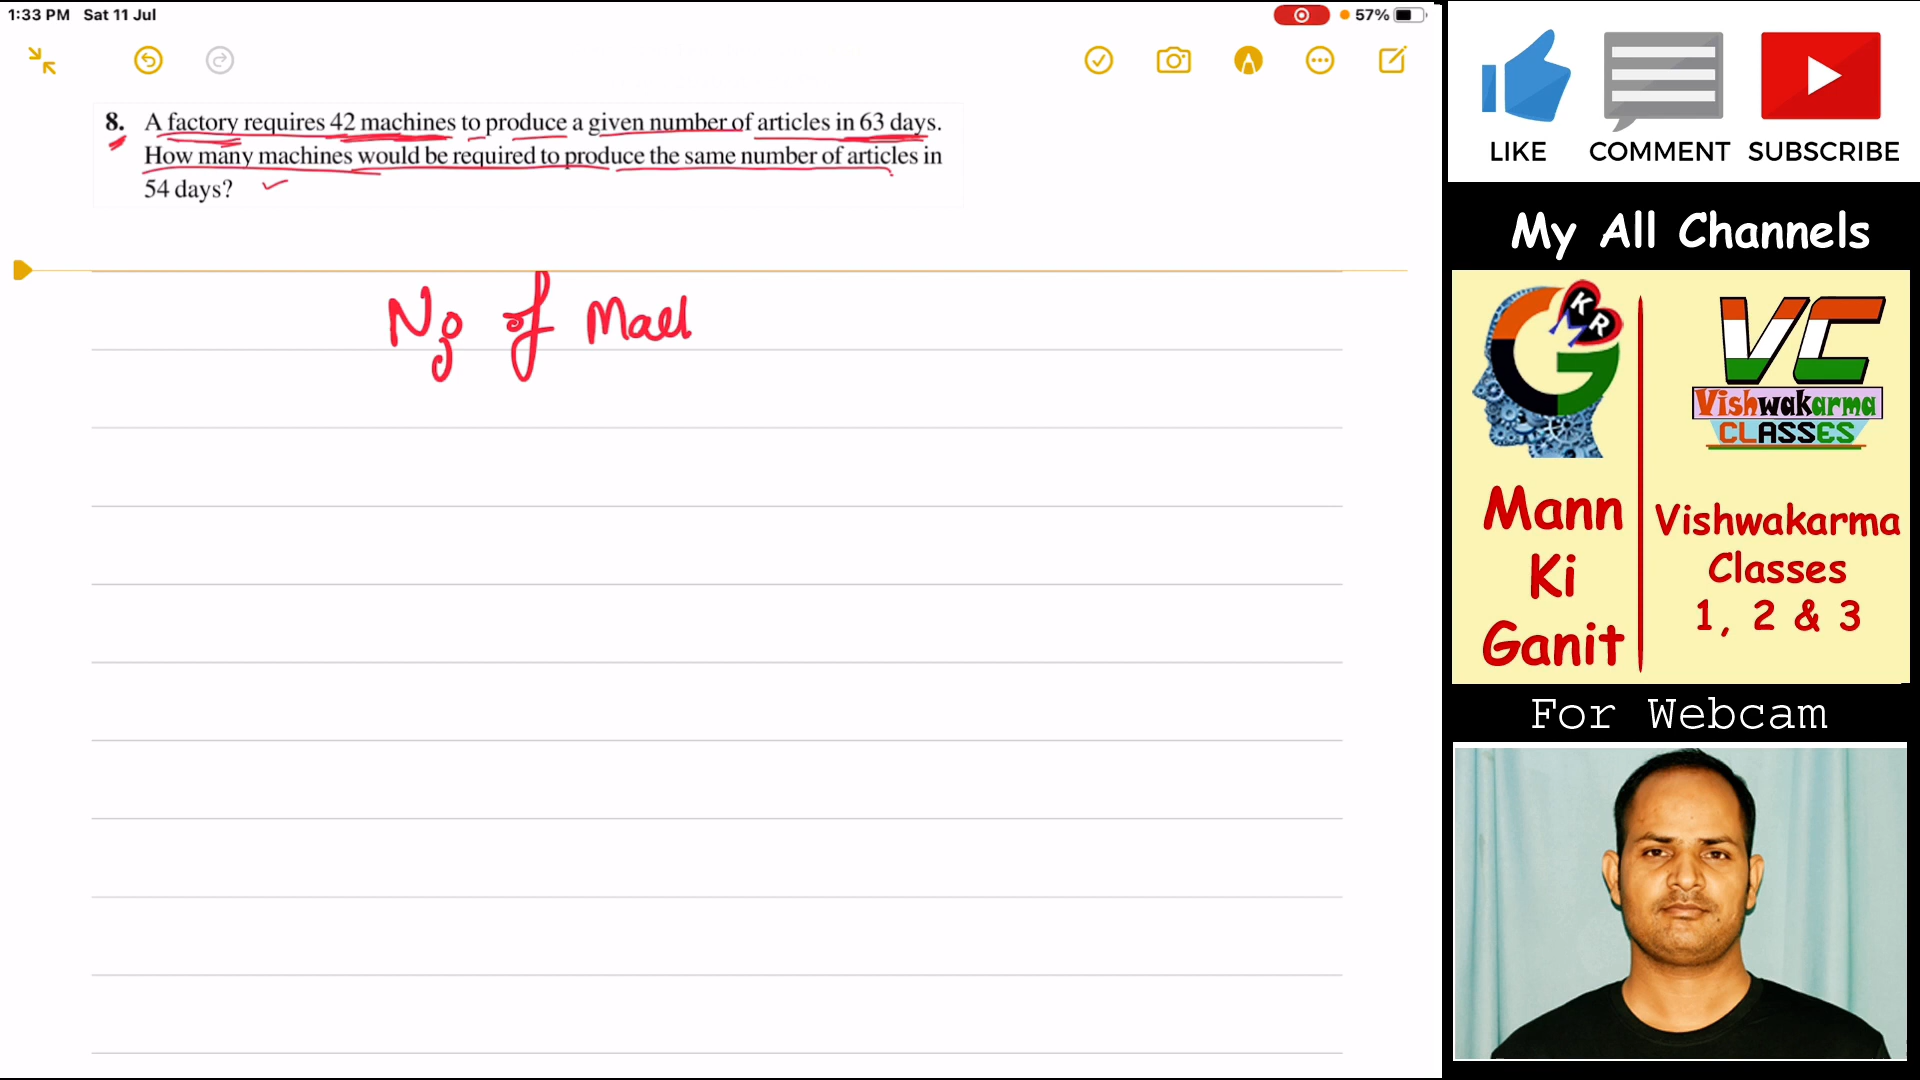 1:33 PM Sat 11 Jul
57%
8. A factory requires 42 machines to produce a given number of articles in 63 days.
How many machines would be required to produce the same number of articles in
54 days?
No of
LIKE COMMENT SUBSCRIBE
My All Channels
K R
G
VC
Vishwakarma
CLASSES
Mann
Ki
Ganit
Vishwakarma
Classes
1, 2 & 3
For Webcam